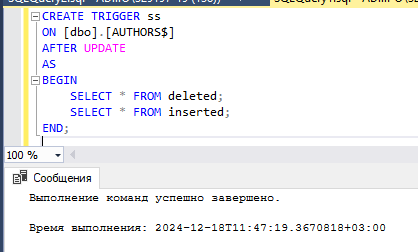 CREATE TRIGGER ss
ON [dbo].[AUTHORS$]
AFTER UPDATE
AS
BEGIN
SELECT * FROM deleted;
SELECT * FROM inserted;
END;
100 %
Сообщения
Выполнение команд успешно завершено.
Время выполнения: 2024-12-18T11:47:19.3670818+03:00